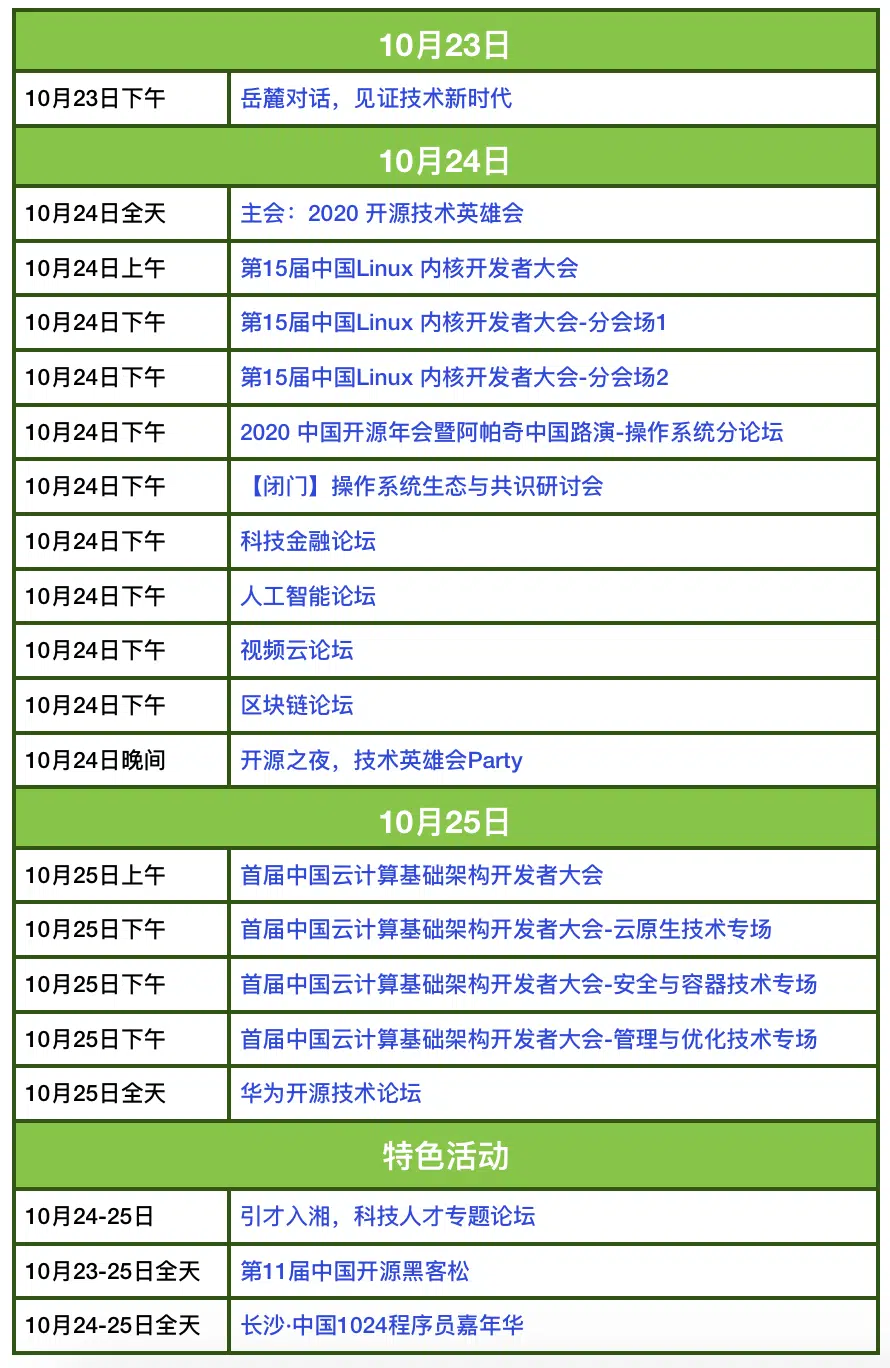 10月23日
10月23日下午 岳麓对话，见证技术新时代
10月24日
10月24日全天 主会：2020 开源技术英雄会
10月24日上午 第15届中国Linux 内核开发者大会
10月24日下午 第15届中国Linux 内核开发者大会-分会场1
10月24日下午 第15届中国Linux 内核开发者大会-分会场2
10月24日下午 2020 中国开源年会暨阿帕奇中国路演-操作系统分论坛
10月24日下午 【闭门】操作系统生态与共识研讨会
10月24日下午 科技金融论坛
10月24日下午 人工智能论坛
10月24日下午 视频云论坛
10月24日下午 区块链论坛
10月24日晚间 开源之夜，技术英雄会Party
10月25日
10月25日上午 首届中国云计算基础架构开发者大会
10月25日下午 首届中国云计算基础架构开发者大会-云原生技术专场
10月25日下午 首届中国云计算基础架构开发者大会-安全与容器技术专场
10月25日下午 首届中国云计算基础架构开发者大会-管理与优化技术专场
10月25日全天 华为开源技术论坛
特色活动
10月24-25日 引才入湘，科技人才专题论坛
10月23-25日全天 第11届中国开源黑客松
10月24-25日全天 长沙·中国1024程序员嘉年华